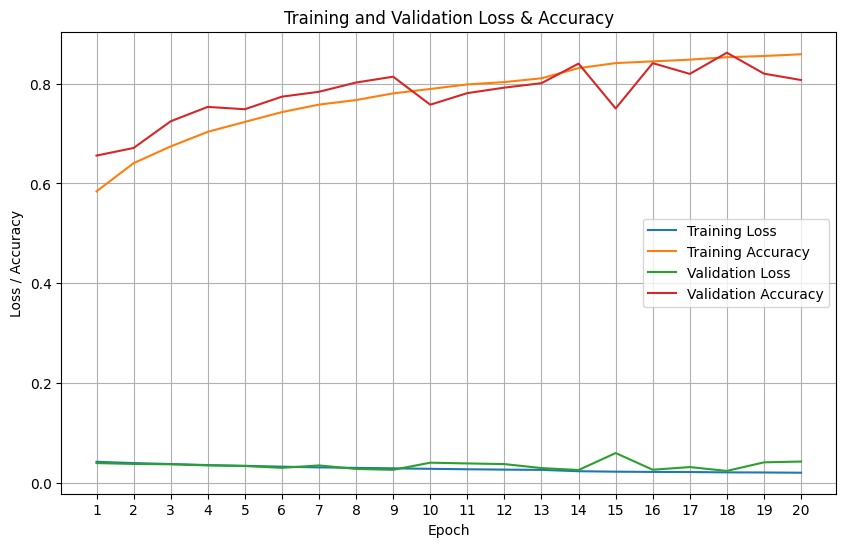 Training and Validation Loss & Accuracy
Loss / Accuracy
0.8
0.6
0.4
0.2
0.0
Training Loss
Training Accuracy
Validation Loss
Validation Accuracy
1 2 3 4 5 6 7 8 9 10 11 12 13 14 15 16 17 18 19 20
Epoch